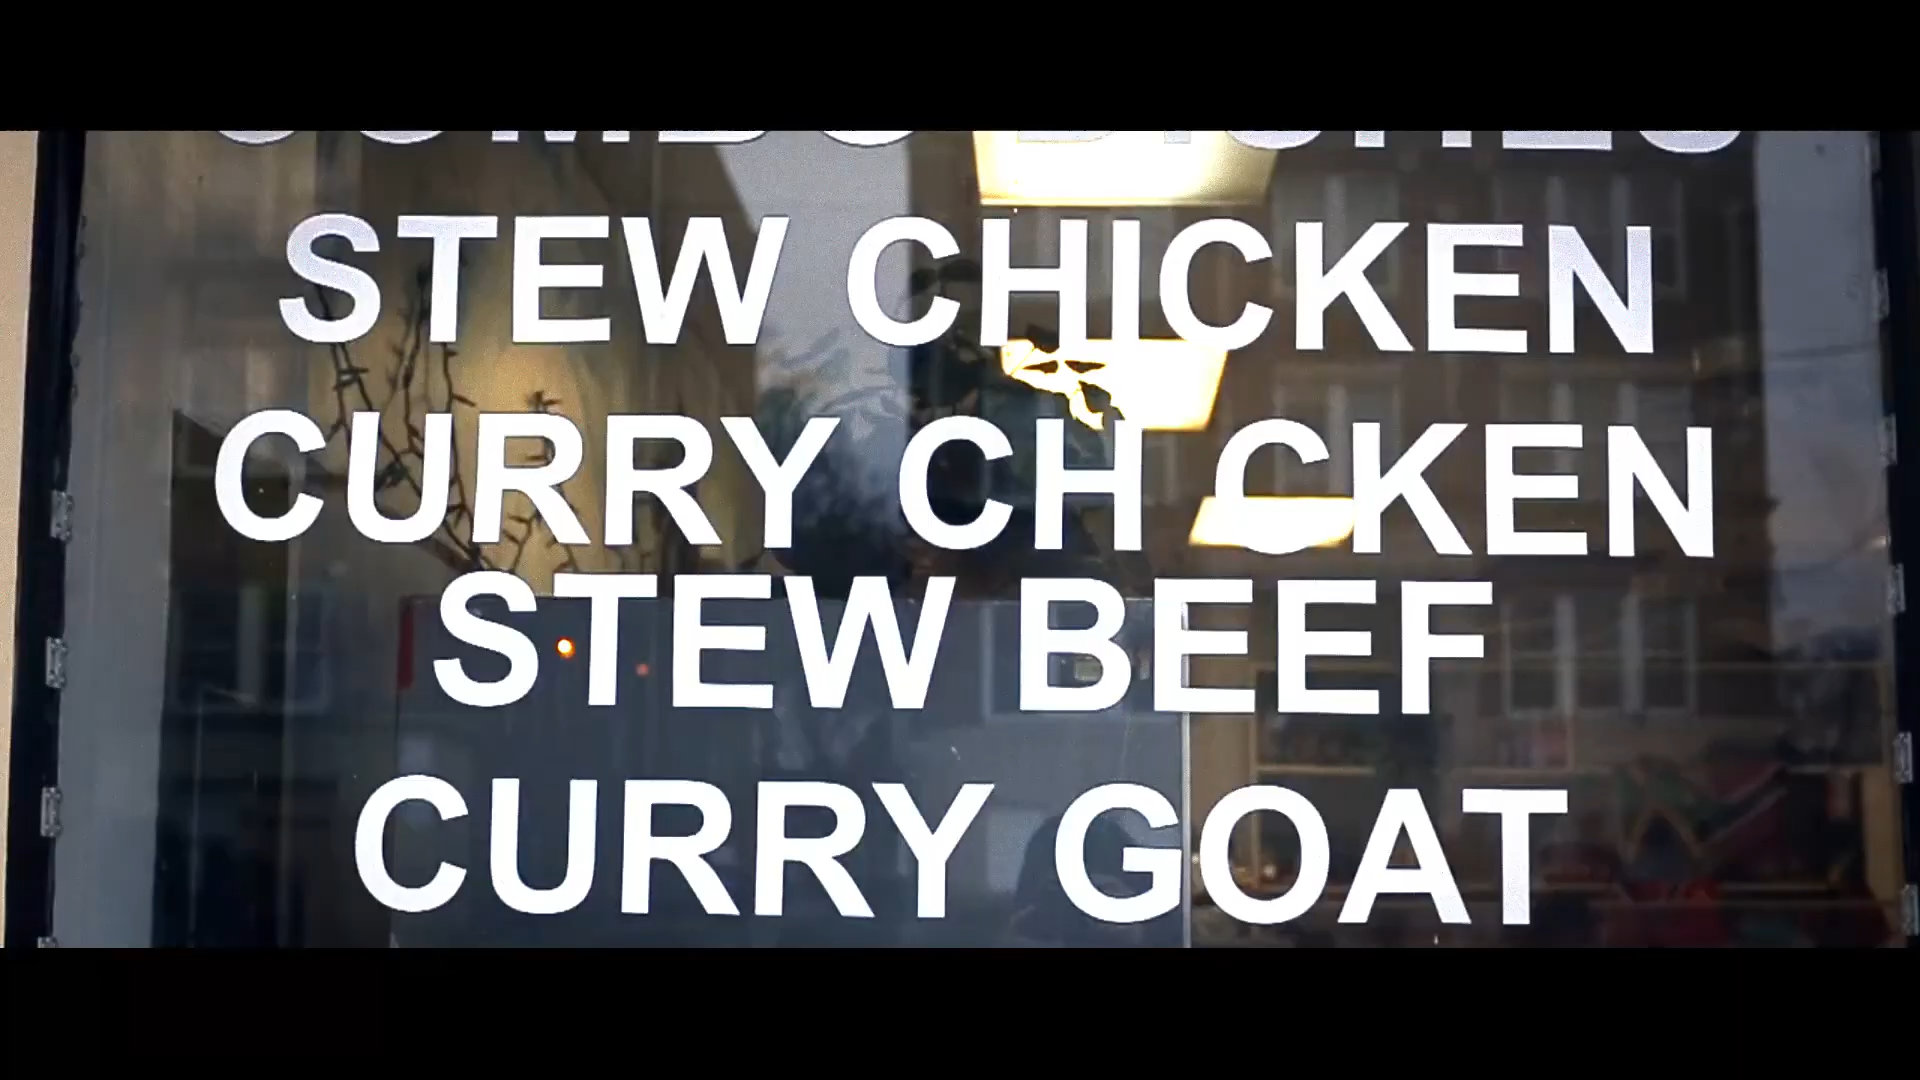 STEW CHICKEN
CURRY CH CKEN
STEW BEEF
CURRY GOAT